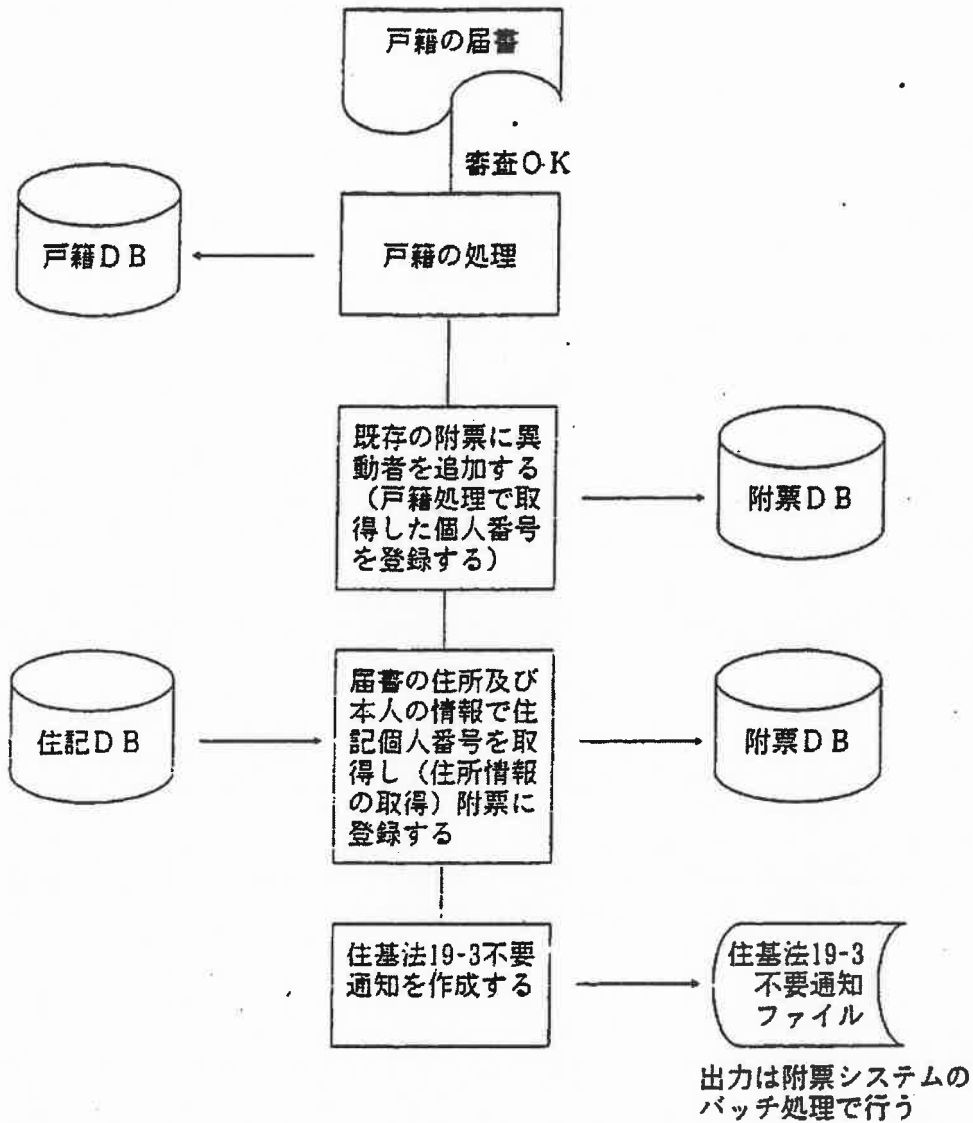 戸籍の届書
審査OK
戸籍DB
戸籍の処理
既存の附票に異
動者を追加する
（戸籍処理で取
得した個人番号
を登録する）
附票DB
住記DB
届書の住所及び
本人の情報で住
記個人番号を取
得し（住所情報
の取得）附票に
登録する
附票DB
住基法19-3不要
通知を作成する
住基法19-3
不要通知
ファイル
出力は附票システムの
バッチ処理で行う